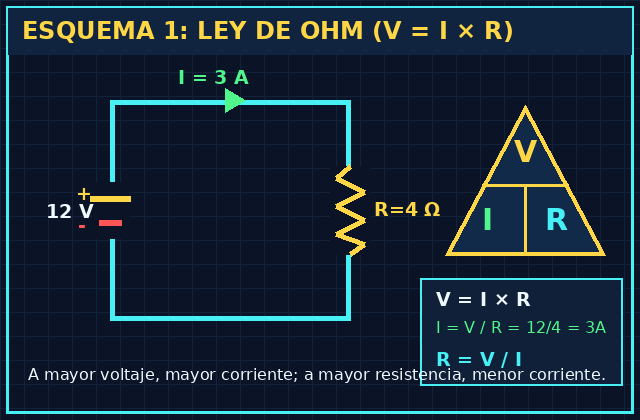 ESQUEMA 1: LEY DE OHM (V = I × R)
I = 3 A
+
12 V
-
R=4 Ω
V
I R
V = I × R
I = V / R = 12/4 = 3A
R = V / I
A mayor voltaje, mayor corriente; a mayor resistencia, menor corriente.